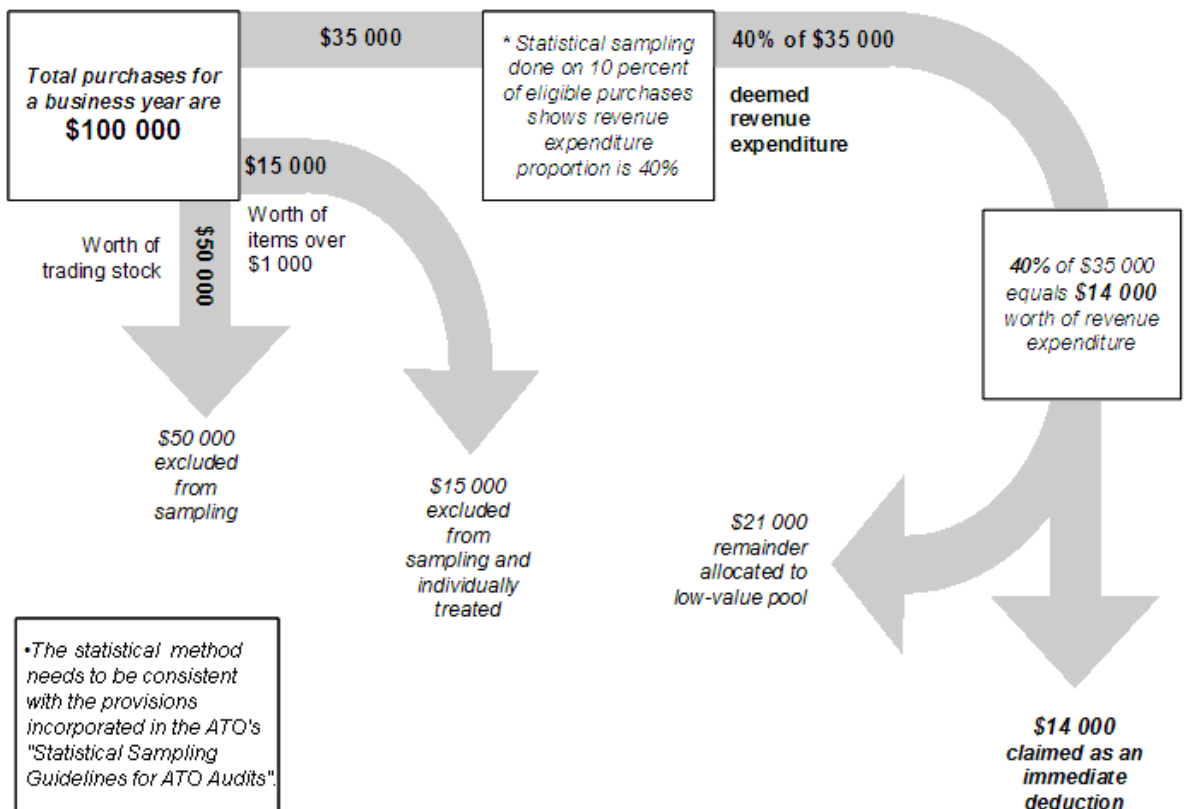 Total purchases for
a business year are
$100 000
$35 000
* Statistical sampling
done on 10 percent
of eligible purchases
shows revenue
expenditure
proportion is 40%
40% of $35 000
deemed
revenue
expenditure
$15 000
Worth of
items over
$1 000
Worth of
trading stock
$50 000
40% of $35 000
equals $14 000
worth of revenue
expenditure
$50 000
excluded
from
sampling
$15 000
excluded
from
sampling and
individually
treated
$21 000
remainder
allocated to
low-value pool
$14 000
claimed as an
immediate
deduction
•The statistical method
needs to be consistent
with the provisions
incorporated in the ATO's
"Statistical Sampling
Guidelines for ATO Audits".